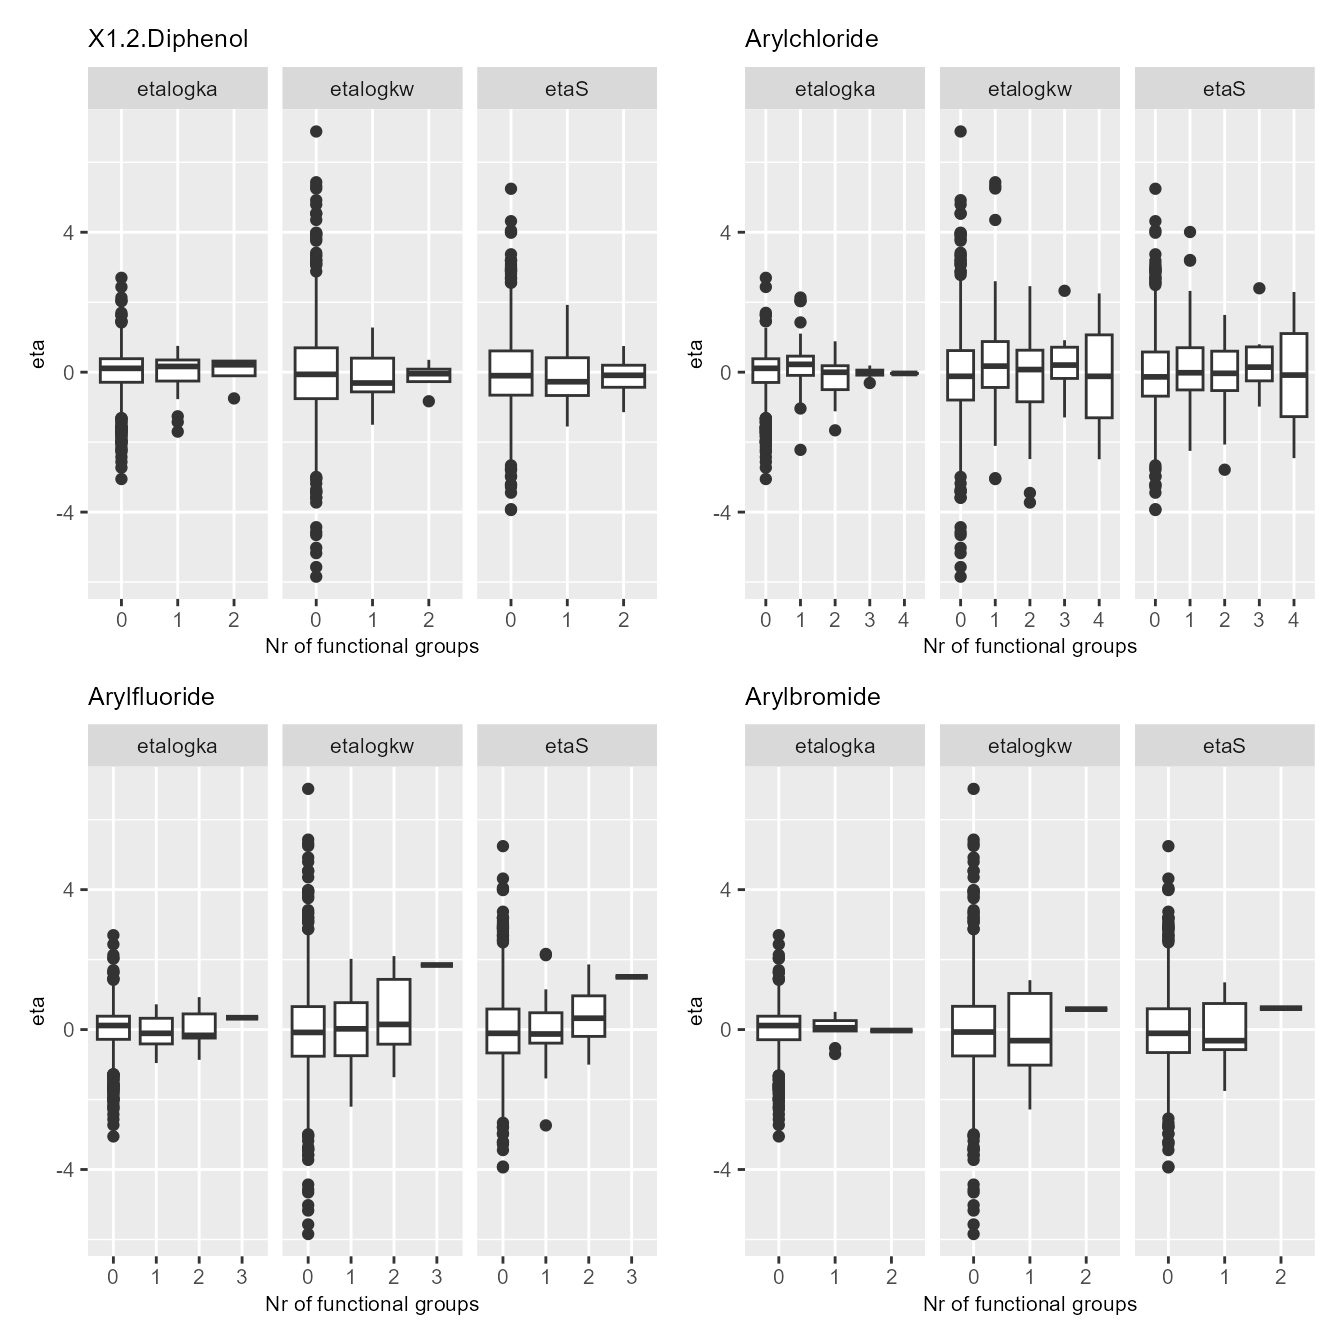 X1.2.Diphenol
etalogka etalogkw etaS
eta
4
0
-4
0 1 2 0 1 2 0 1 2
Nr of functional groups
Arylchloride
etalogka etalogkw etaS
eta
4
0
-4
0 1 2 3 4 0 1 2 3 4 0 1 2 3 4
Nr of functional groups
Arylfluoride
etalogka etalogkw etaS
eta
4
0
-4
0 1 2 3 0 1 2 3 0 1 2 3
Nr of functional groups
Arylbromide
etalogka etalogkw etaS
eta
4
0
-4
0 1 2 0 1 2 0 1 2
Nr of functional groups